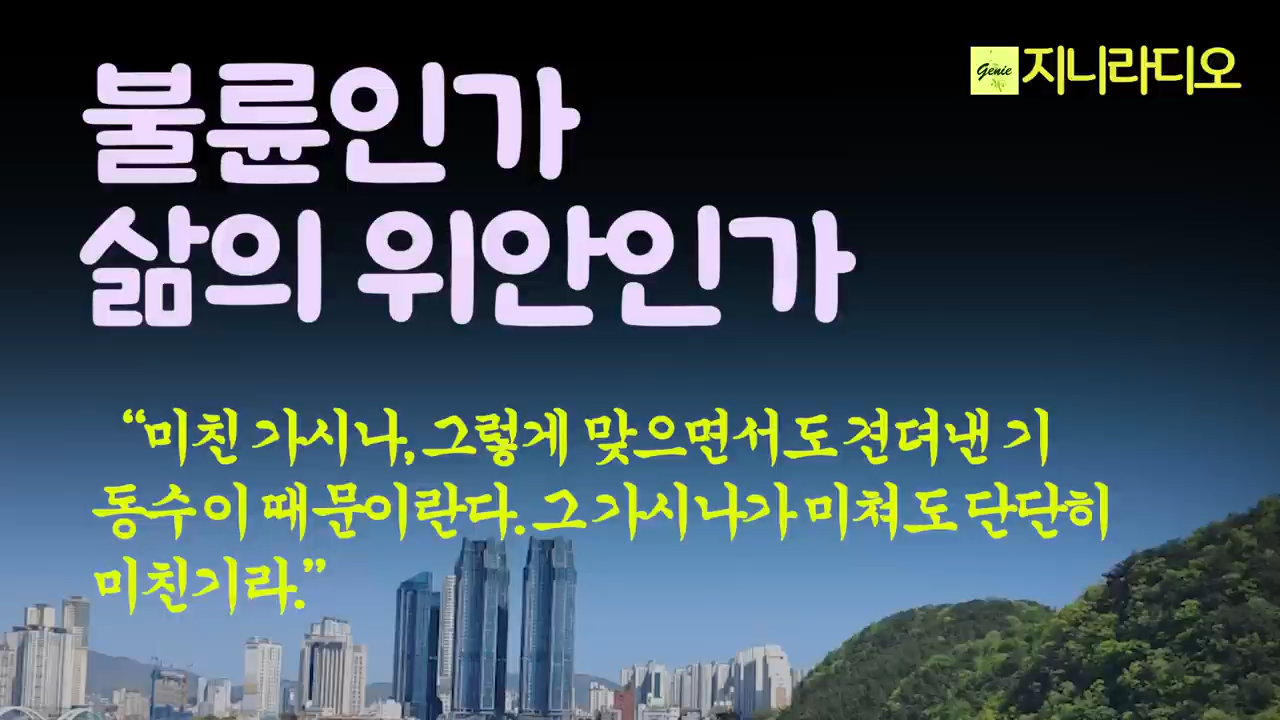 불륜인가
삶의 위안인가
Genie 지니라디오
“미친 가시나, 그렇게 맞으면서도 견뎌낸 기
동수 이 때문이란다. 그 가시나가 미쳐도 단단히
미친기라.”